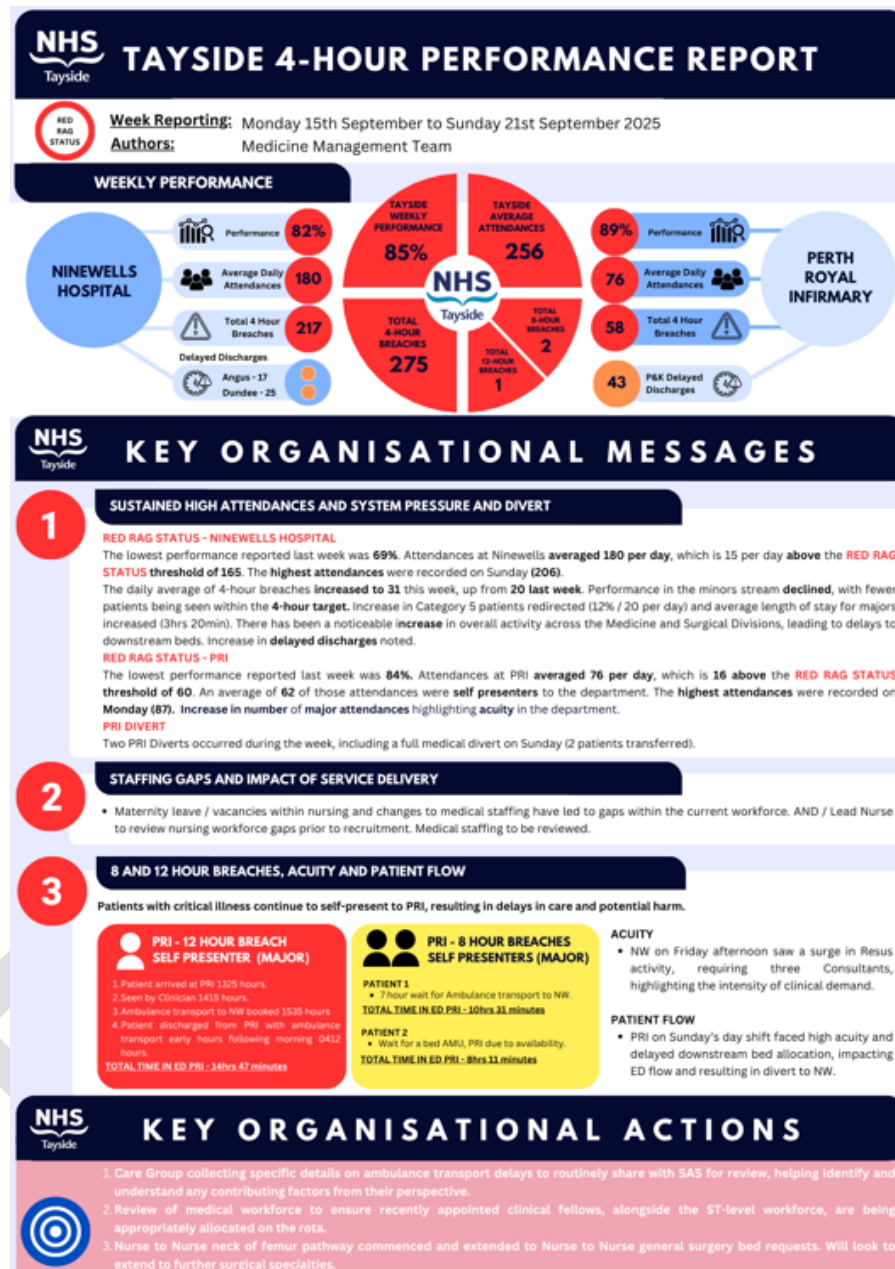 NHS
Tayside
TAYSIDE 4-HOUR PERFORMANCE REPORT
RED
RAG
STATUS
Week Reporting: Monday 15th September to Sunday 21st September 2025
Authors: Medicine Management Team
WEEKLY PERFORMANCE
NINEWELLS
HOSPITAL
Performance 82%
Average Daily
Attendances
180
Total 4 Hour
Breaches
217
Delayed Discharges
Angus - 17
Dundee - 25
TAYSIDE
WEEKLY
PERFORMANCE
85%
TAYSIDE
AVERAGE
ATTENDANCES
256
NHS
Tayside
TOTAL
4-HOUR
BREACHES
275
TOTAL
12-HOUR
BREACHES
1
TOTAL
8-HOUR
BREACHES
2
89% Performance
76
Average Daily
Attendances
58
Total 4 Hour
Breaches
43
P&K Delayed
Discharges
PERTH
ROYAL
INFIRMARY
NHS
Tayside
KEY ORGANISATIONAL MESSAGES
1
SUSTAINED HIGH ATTENDANCES AND SYSTEM PRESSURE AND DIVERT
RED RAG STATUS - NINEWELLS HOSPITAL
The lowest performance reported last week was 69%. Attendances at Ninewells averaged 180 per day, which is 15 per day above the RED RAG
STATUS threshold of 165. The highest attendances were recorded on Sunday (206).
The daily average of 4-hour breaches increased to 31 this week, up from 20 last week. Performance in the minors stream declined, with fewer
patients being seen within the 4-hour target. Increase in Category 5 patients redirected (12% / 20 per day) and average length of stay for majors
increased (3hrs 20min). There has been a noticeable increase in overall activity across the Medicine and Surgical Divisions, leading to delays to
downstream beds. Increase in delayed discharges noted.
RED RAG STATUS - PRI
The lowest performance reported last week was 84%. Attendances at PRI averaged 76 per day, which is 16 above the RED RAG STATUS
threshold of 60. An average of 62 of those attendances were self presenters to the department. The highest attendances were recorded on
Monday (87). Increase in number of major attendances highlighting acuity in the department.
PRI DIVERT
Two PRI Diverts occurred during the week, including a full medical divert on Sunday (2 patients transferred).
2
STAFFING GAPS AND IMPACT OF SERVICE DELIVERY
• Maternity leave / vacancies within nursing and changes to medical staffing have led to gaps within the current workforce. AND / Lead Nurse
to review nursing workforce gaps prior to recruitment. Medical staffing to be reviewed.
3
8 AND 12 HOUR BREACHES, ACUITY AND PATIENT FLOW
Patients with critical illness continue to self-present to PRI, resulting in delays in care and potential harm.
PRI - 12 HOUR BREACH
SELF PRESENTER (MAJOR)
1. Patient arrived at PRI 1325 hours.
2. Seen by Clinician 1415 hours.
3. Ambulance transport to NW booked 1535 hours
4. Patient discharged from PRI with ambulance
transport early hours following morning 0412
hours.
TOTAL TIME IN ED PRI - 14hrs 47 minutes
PRI - 8 HOUR BREACHES
SELF PRESENTERS (MAJOR)
PATIENT 1
• 7 hour wait for Ambulance transport to NW.
TOTAL TIME IN ED PRI - 10hrs 31 minutes
PATIENT 2
• Wait for a bed AMU, PRI due to availability.
TOTAL TIME IN ED PRI - 8hrs 11 minutes
ACUITY
• NW on Friday afternoon saw a surge in Resus
activity, requiring three Consultants,
highlighting the intensity of clinical demand.
PATIENT FLOW
• PRI on Sunday's day shift faced high acuity and
delayed downstream bed allocation, impacting
ED flow and resulting in divert to NW.
NHS
Tayside
KEY ORGANISATIONAL ACTIONS
1. Care Group collecting specific details on ambulance transport delays to routinely share with SAS for review, helping identify and
understand any contributing factors from their perspective.
2. Review of medical workforce to ensure recently appointed clinical fellows, alongside the ST-level workforce, are being
appropriately allocated on the rota.
3. Nurse to Nurse neck of femur pathway commenced and extended to Nurse to Nurse general surgery bed requests. Will look to
extend to further surgical specialties.